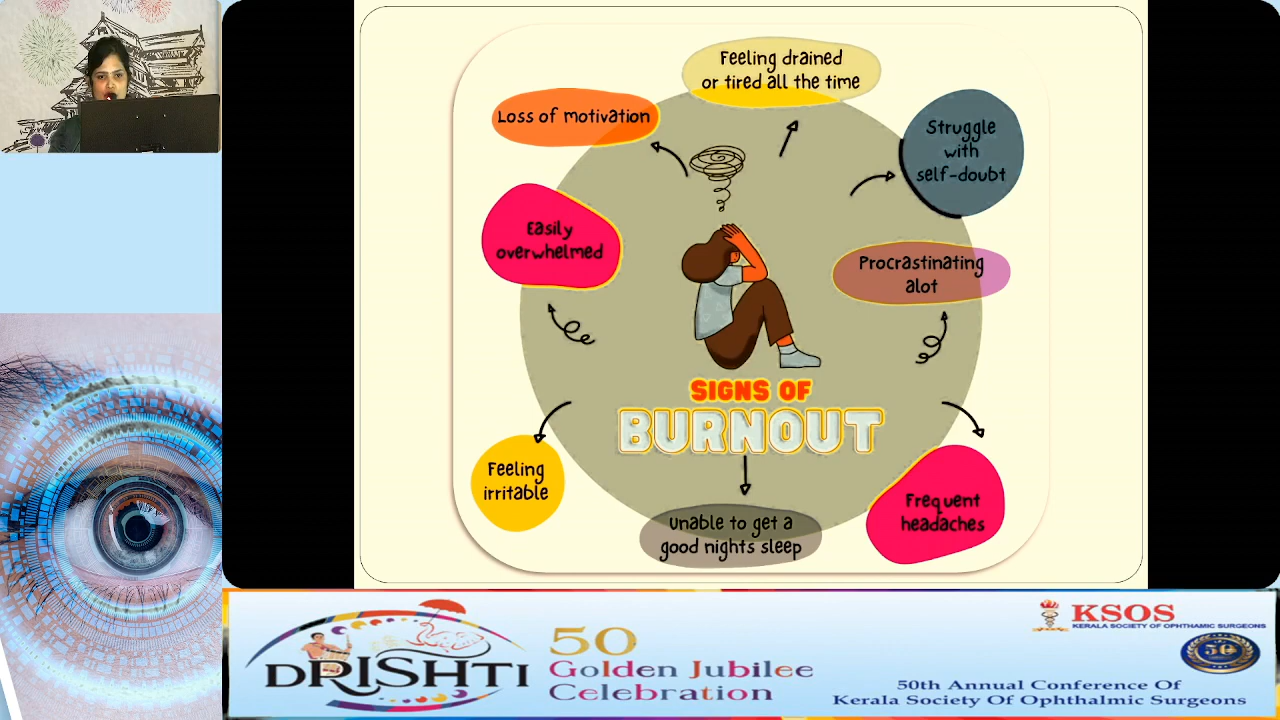 Feeling drained
or tired all the time
Loss of motivation
Struggle
with
self-doubt
Easily
overwhelmed
Procrastinating
alot
SIGNS OF
BURNOUT
Feeling
irritable
Frequent
headaches
Unable to get a
good nights sleep
DRISHTI
50
Golden Jubilee
Celebration
KSOS
KERALA SOCIETY OF OPHTHAMIC SURGEONS
50
50th Annual Conference Of
Kerala Society Of Ophthalmic Surgeons